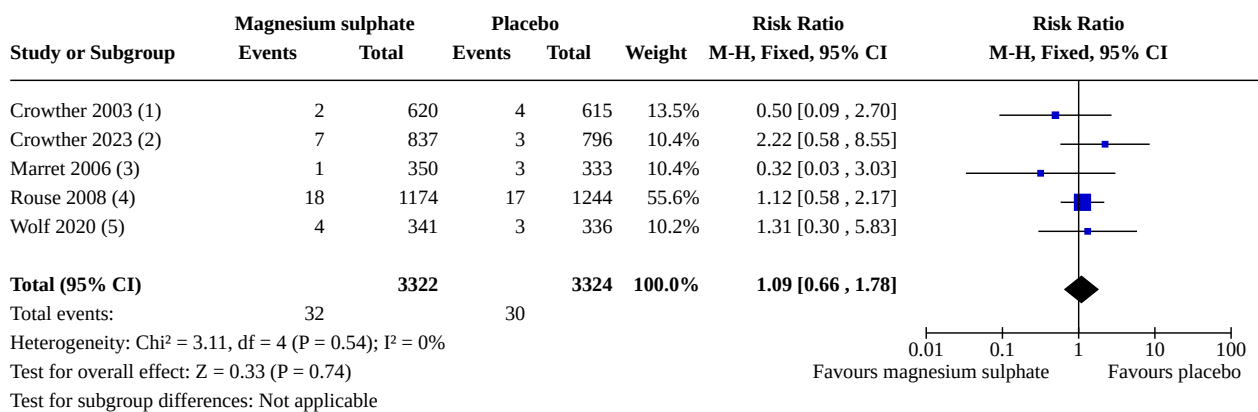 Magnesium sulphate Placebo Risk Ratio Risk Ratio
Study or Subgroup Events Total Events Total Weight M-H, Fixed, 95% CI M-H, Fixed, 95% CI
Crowther 2003 (1) 2 620 4 615 13.5% 0.50 [0.09 , 2.70]
Crowther 2023 (2) 7 837 3 796 10.4% 2.22 [0.58 , 8.55]
Marret 2006 (3) 1 350 3 333 10.4% 0.32 [0.03 , 3.03]
Rouse 2008 (4) 18 1174 17 1244 55.6% 1.12 [0.58 , 2.17]
Wolf 2020 (5) 4 341 3 336 10.2% 1.31 [0.30 , 5.83]
Total (95% CI) 3322 3324 100.0% 1.09 [0.66 , 1.78]
Total events: 32 30
Heterogeneity: Chi² = 3.11, df = 4 (P = 0.54); I² = 0%
0.01 0.1 1 10 100
Test for overall effect: Z = 0.33 (P = 0.74)
Favours magnesium sulphate Favours placebo
Test for subgroup differences: Not applicable